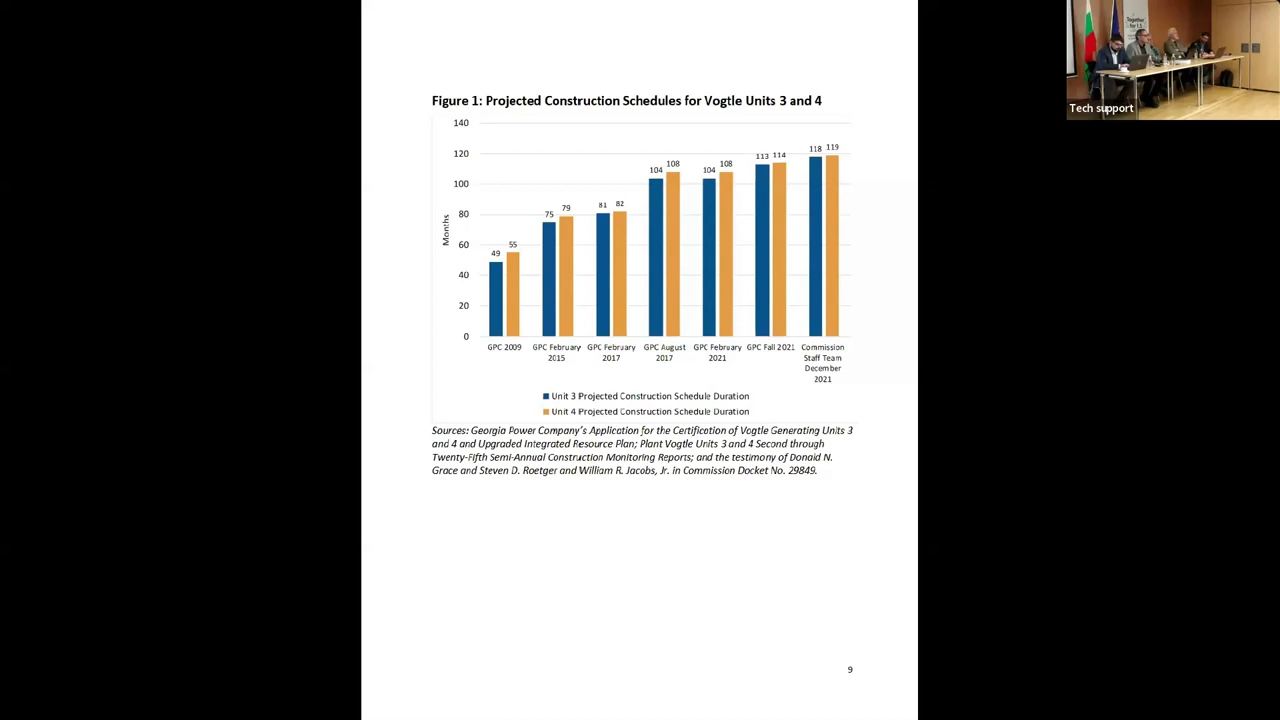 Figure 1: Projected Construction Schedules for Vogtle Units 3 and 4
140
120
100
80
60
40
20
0
Months
49
55
75
79
81
82
104
108
104
108
113
114
118
119
GPC 2009
GPC February
2015
GPC February
2017
GPC August
2017
GPC February
2021
GPC Fall 2021
Commission
Staff Team
December
2021
Unit 3 Projected Construction Schedule Duration
Unit 4 Projected Construction Schedule Duration
Sources: Georgia Power Company's Application for the Certification of Vogtle Generating Units 3
and 4 and Upgraded Integrated Resource Plan; Plant Vogtle Units 3 and 4 Second through
Twenty-Fifth Semi-Annual Construction Monitoring Reports; and the testimony of Donald N.
Grace and Steven D. Roetger and William R. Jacobs, Jr. in Commission Docket No. 29849.
9
Together
for 1.5
Tech support